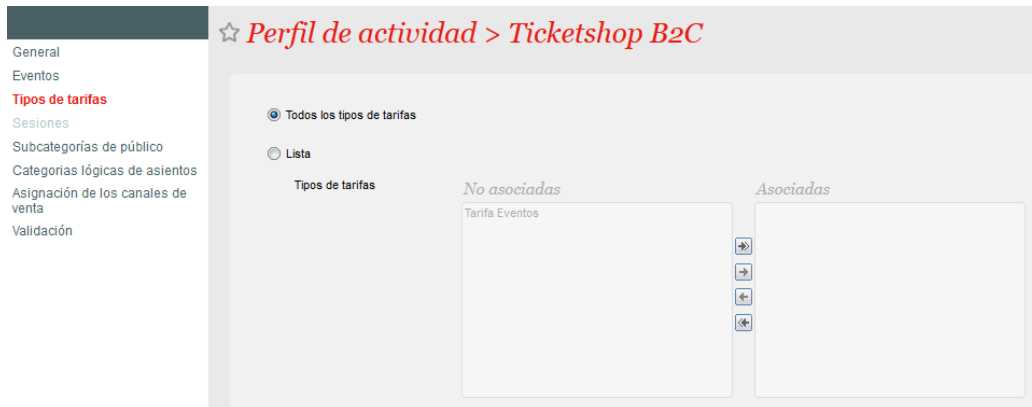 Perfil de actividad > Ticketshop B2C
General
Eventos
Tipos de tarifas
Sesiones
Subcategorías de público
Categorias lógicas de asientos
Asignación de los canales de
venta
Validación
Todos los tipos de tarifas
Lista
Tipos de tarifas
No asociadas
Asociadas
Tarifa Eventos